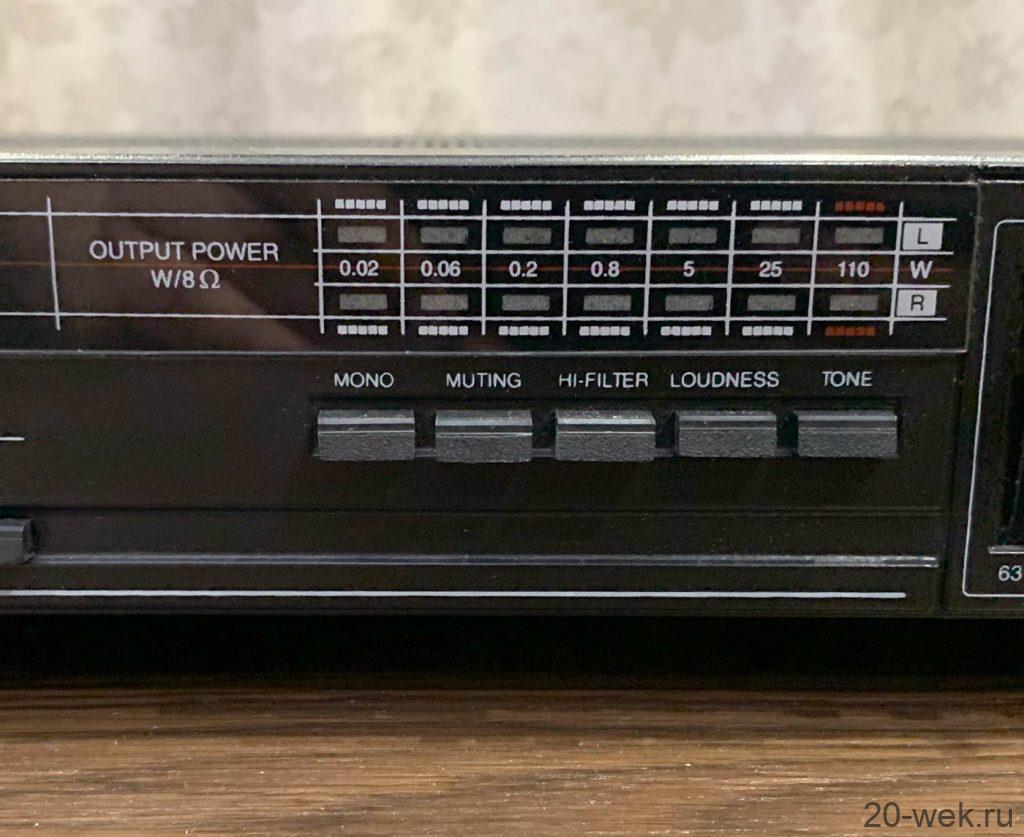 OUTPUT POWER
W/8 Ω
L
0.02 0.06 0.2 0.8 5 25 110 W
R
MONO MUTING HI-FILTER LOUDNESS TONE
63
20-wek.ru